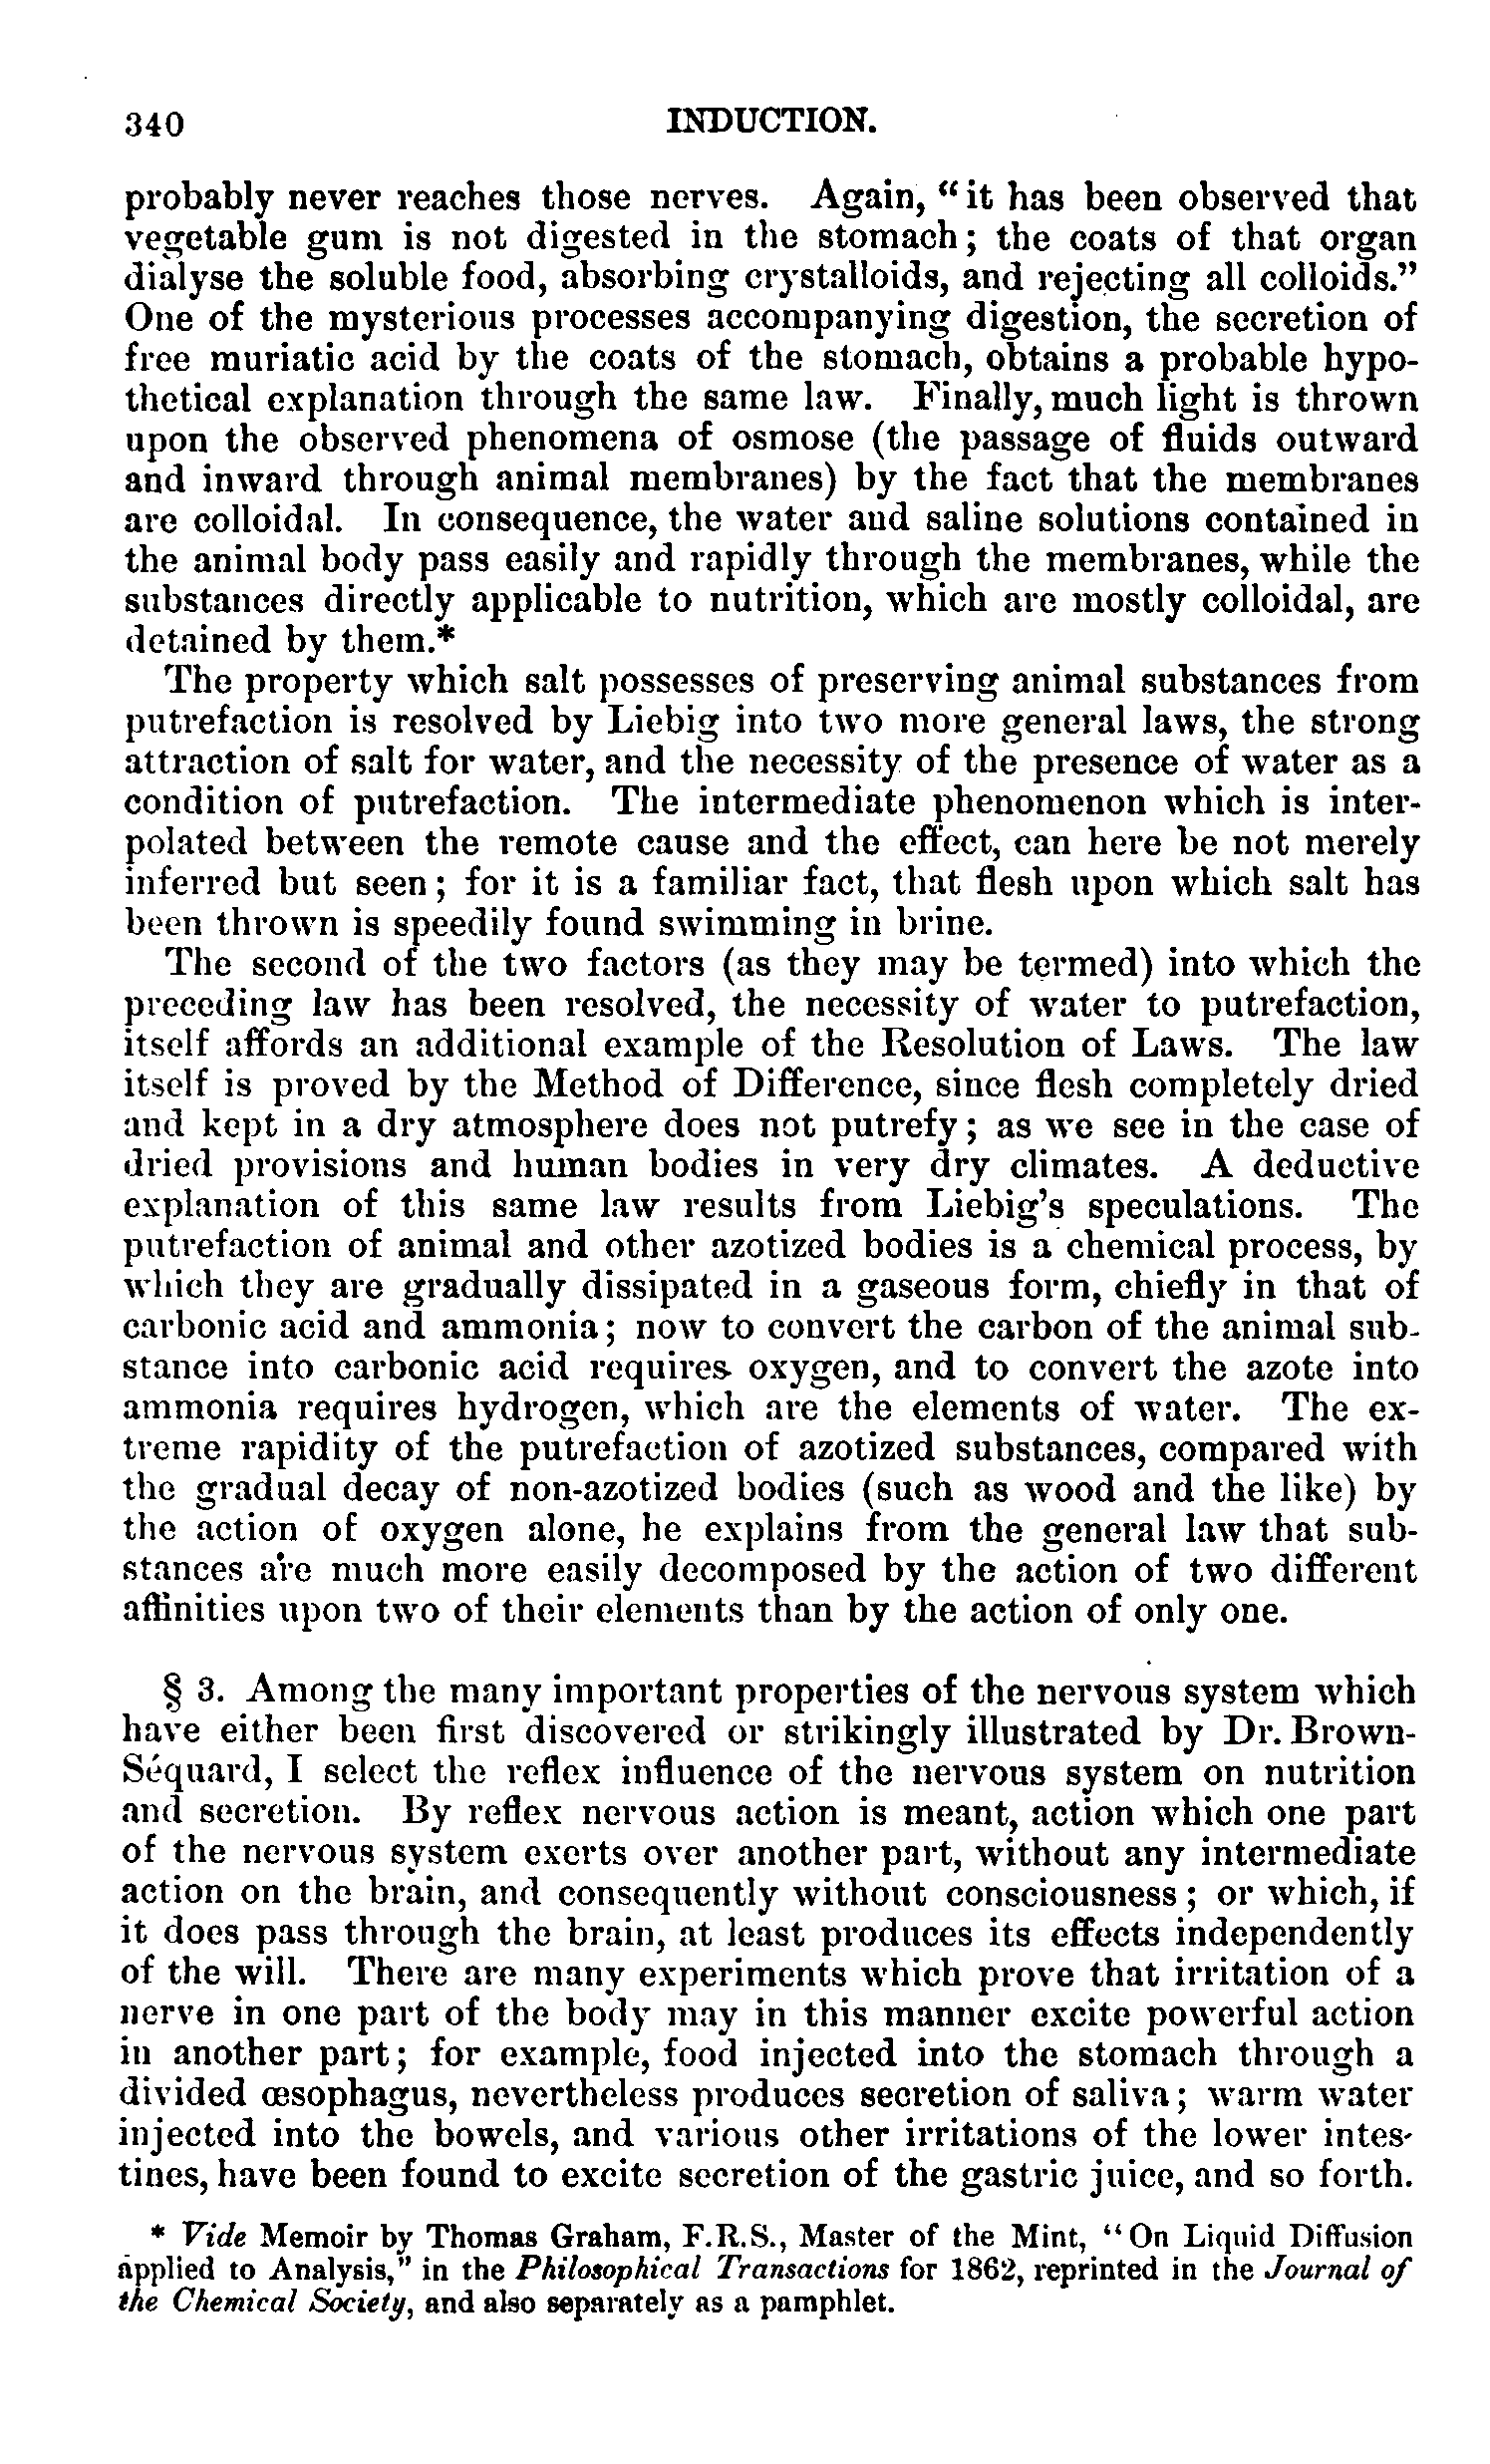 340 INDUCTION.
probably never reaches those nerves. Again, “it has been observed that
vegetable gum is not digested in the stomach; the coats of that organ
dialyse the soluble food, absorbing crystalloids, and rejecting all colloids.”
One of the mysterious processes accompanying digestion, the secretion of
free muriatic acid by the coats of the stomach, obtains a probable hypo-
thetical explanation through the same law. Finally, much light is thrown
upon the observed phenomena of osmose (the passage of fluids outward
and inward through animal membranes) by the fact that the membranes
are colloidal. In consequence, the water and saline solutions contained in
the animal body pass easily and rapidly through the membranes, while the
substances directly applicable to nutrition, which are mostly colloidal, are
detained by them.*
The property which salt possesses of preserving animal substances from
putrefaction is resolved by Liebig into two more general laws, the strong
attraction of salt for water, and the necessity of the presence of water as a
condition of putrefaction. The intermediate phenomenon which is inter-
polated between the remote cause and the effect, can here be not merely
inferred but seen; for it is a familiar fact, that flesh upon which salt has
been thrown is speedily found swimming in brine.
The second of the two factors (as they may be termed) into which the
preceding law has been resolved, the necessity of water to putrefaction,
itself affords an additional example of the Resolution of Laws. The law
itself is proved by the Method of Difference, since flesh completely dried
and kept in a dry atmosphere does not putrefy; as we see in the case of
dried provisions and human bodies in very dry climates. A deductive
explanation of this same law results from Liebig’s speculations. The
putrefaction of animal and other azotized bodies is a chemical process, by
which they are gradually dissipated in a gaseous form, chiefly in that of
carbonic acid and ammonia; now to convert the carbon of the animal sub-
stance into carbonic acid requires oxygen, and to convert the azote into
ammonia requires hydrogen, which are the elements of water. The ex-
treme rapidity of the putrefaction of azotized substances, compared with
the gradual decay of non-azotized bodies (such as wood and the like) by
the action of oxygen alone, he explains from the general law that sub-
stances are much more easily decomposed by the action of two different
affinities upon two of their elements than by the action of only one.
§ 3. Among the many important properties of the nervous system which
have either been first discovered or strikingly illustrated by Dr. Brown-
Séquard, I select the reflex influence of the nervous system on nutrition
and secretion. By reflex nervous action is meant, action which one part
of the nervous system exerts over another part, without any intermediate
action on the brain, and consequently without consciousness; or which, if
it does pass through the brain, at least produces its effects independently
of the will. There are many experiments which prove that irritation of a
nerve in one part of the body may in this manner excite powerful action
in another part; for example, food injected into the stomach through a
divided œsophagus, nevertheless produces secretion of saliva; warm water
injected into the bowels, and various other irritations of the lower intes-
tines, have been found to excite secretion of the gastric juice, and so forth.
* Vide Memoir by Thomas Graham, F.R.S., Master of the Mint, “On Liquid Diffusion
applied to Analysis,” in the Philosophical Transactions for 1862, reprinted in the Journal of
the Chemical Society, and also separately as a pamphlet.